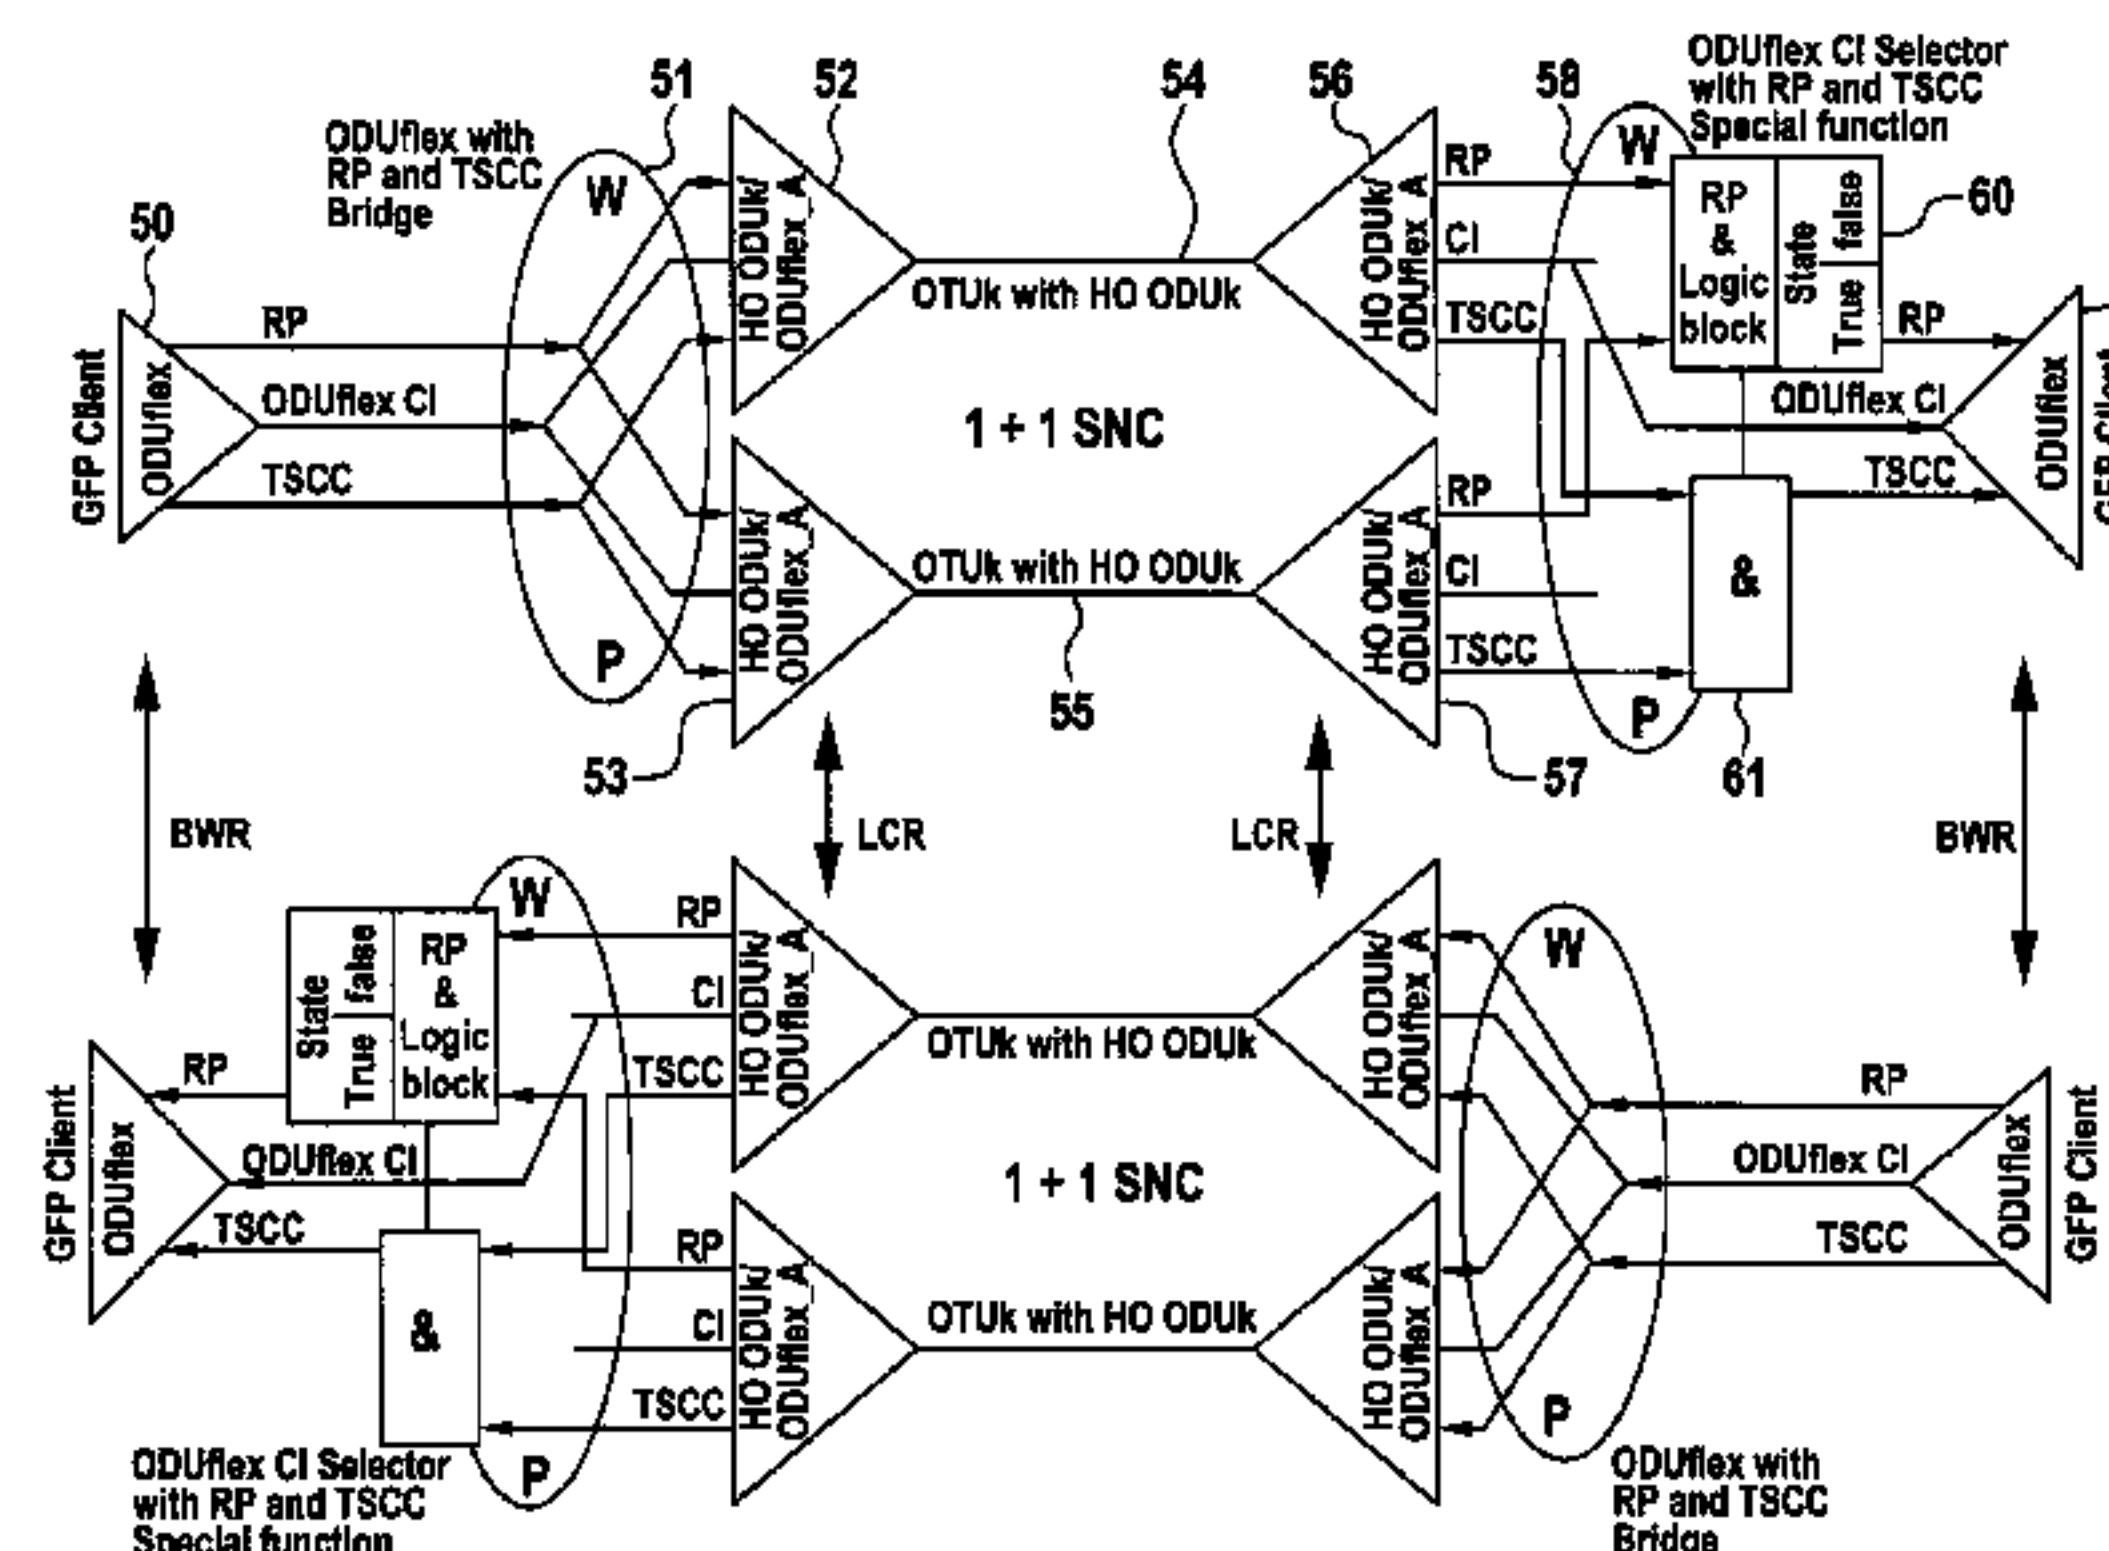 51
52
54
56
58
ODUflex CI Selector
with RP and TSCC
Special function
ODUflex with
RP and TSCC
Bridge
W
50
RP
ODUflex CI
TSCC
GFP Client
ODUflex
P
HO ODUk/
ODUflex_A
OTUk with HO ODUk
HO ODUk/
ODUflex_A
RP
CI
TSCC
W
RP
&
Logic
block
State
True
false
60
RP
ODUflex CI
TSCC
ODUflex
1 + 1 SNC
HO ODUk/
ODUflex_A
OTUk with HO ODUk
55
HO ODUk/
ODUflex_A
RP
CI
TSCC
&
P
53
57
61
BWR
LCR
LCR
BWR
W
State
True
false
RP
&
Logic
block
RP
CI
TSCC
HO ODUk/
ODUflex_A
OTUk with HO ODUk
HO ODUk/
ODUflex_A
W
RP
ODUflex CI
TSCC
ODUflex
GFP Client
GFP Client
ODUflex
RP
ODUflex CI
TSCC
1 + 1 SNC
&
RP
CI
TSCC
HO ODUk/
ODUflex_A
OTUk with HO ODUk
HO ODUk/
ODUflex_A
P
P
ODUflex CI Selector
with RP and TSCC
Special function
ODUflex with
RP and TSCC
Bridge